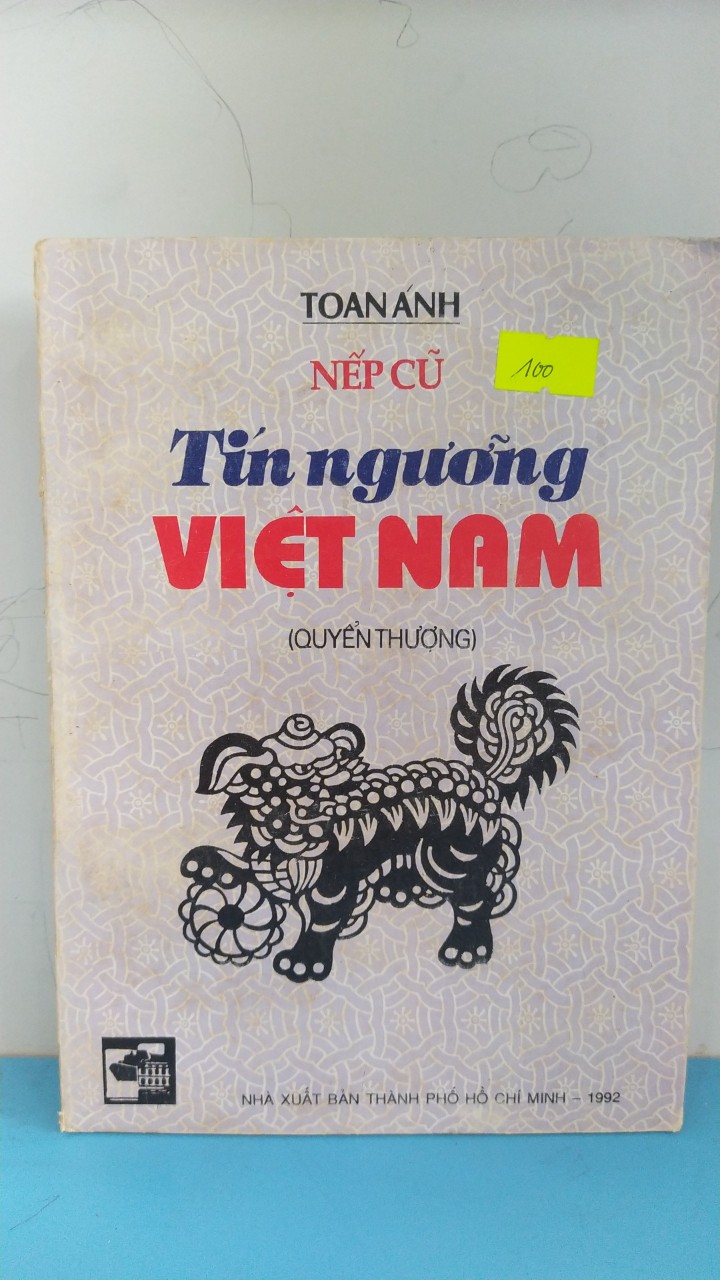 TOAN ÁNH
NẾP CŨ
100
Tín ngưỡng
VIỆT NAM
(QUYỂN THƯỢNG)
NHÀ XUẤT BẢN THÀNH PHỐ HỒ CHÍ MINH – 1992